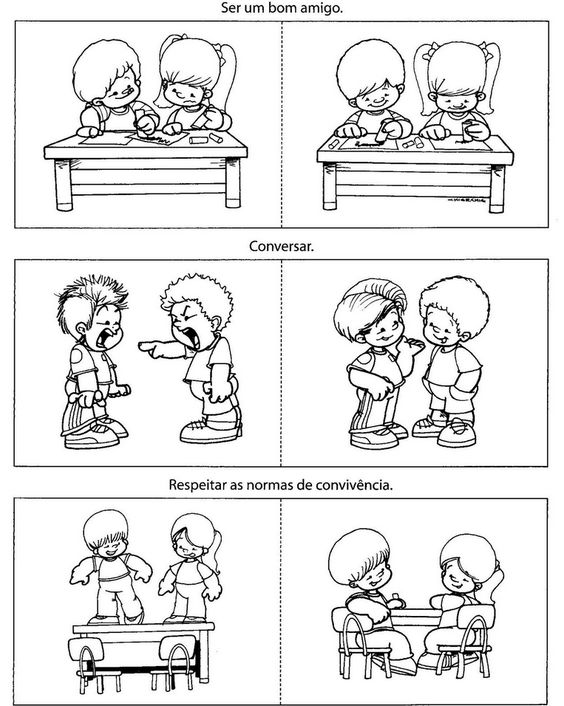 Ser um bom amigo.
Conversar.
Respeitar as normas de convivência.